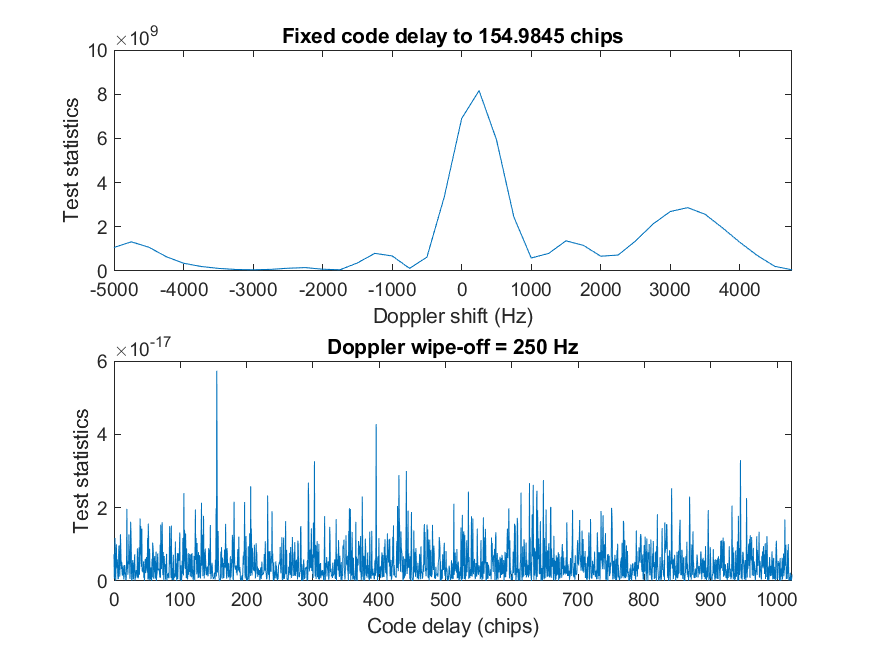 ×10^9
Fixed code delay to 154.9845 chips
10
8
6
4
2
0
Test statistics
-5000 -4000 -3000 -2000 -1000 0 1000 2000 3000 4000
Doppler shift (Hz)
×10^-17
Doppler wipe-off = 250 Hz
6
4
2
0
Test statistics
0 100 200 300 400 500 600 700 800 900 1000
Code delay (chips)